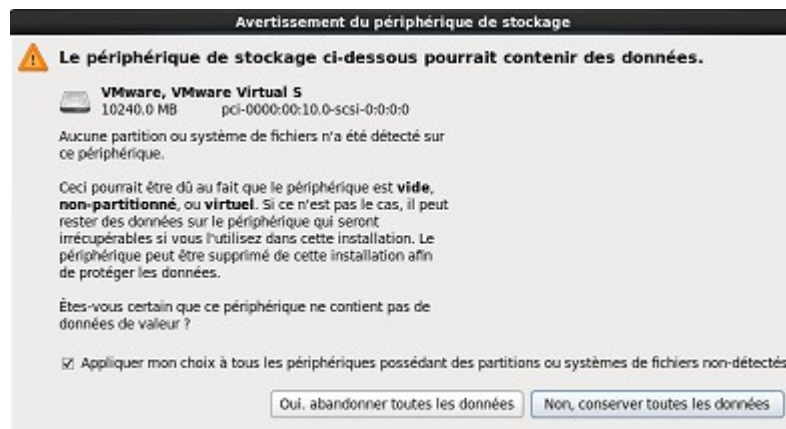 Avertissement du périphérique de stockage
Le périphérique de stockage ci-dessous pourrait contenir des données.
VMware, VMware Virtual S
10240.0 MB pci-0000:00:10.0-scsi-0:0:0:0
Aucune partition ou système de fichiers n'a été détecté sur
ce périphérique.
Ceci pourrait être dû au fait que le périphérique est vide,
non-partitionné, ou virtuel. Si ce n'est pas le cas, il peut
rester des données sur le périphérique qui seront
irrécupérables si vous l'utilisez dans cette installation. Le
périphérique peut être supprimé de cette installation afin
de protéger les données.
Êtes-vous certain que ce périphérique ne contient pas de
données de valeur ?
Appliquer mon choix à tous les périphériques possédant des partitions ou systèmes de fichiers non-détectés
Oui. abandonner toutes les données Non, conserver toutes les données